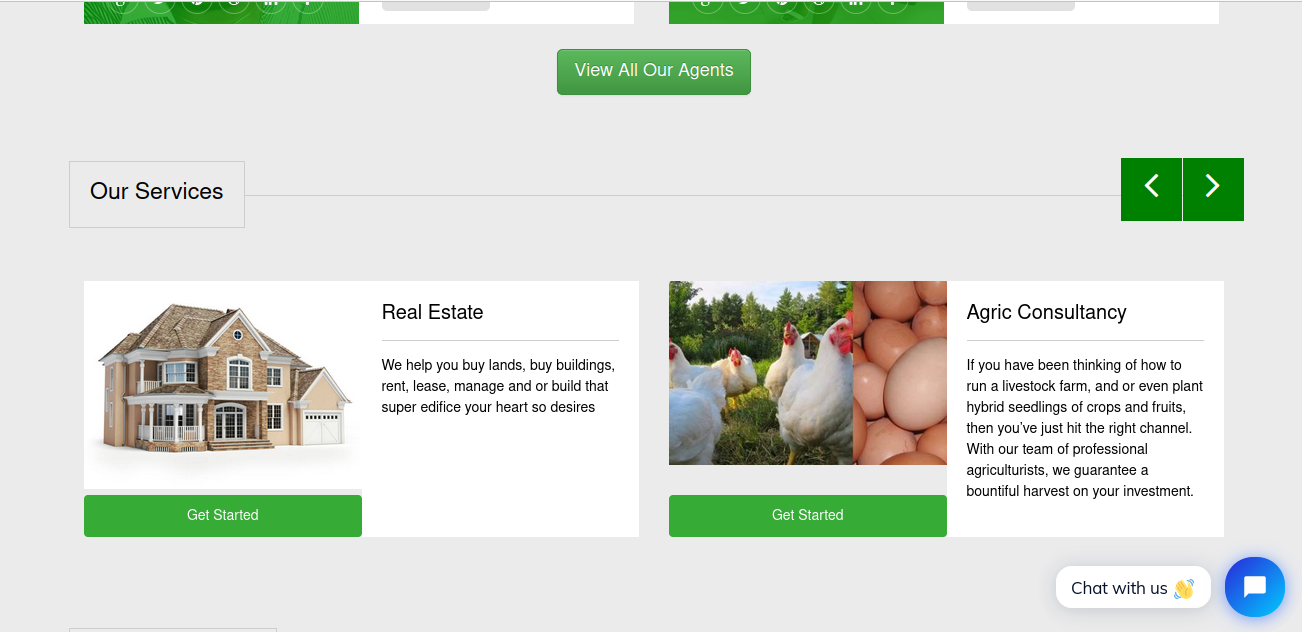 View All Our Agents
Our Services
Real Estate
We help you buy lands, buy buildings,
rent, lease, manage and or build that
super edifice your heart so desires
Get Started
Agric Consultancy
If you have been thinking of how to
run a livestock farm, and or even plant
hybrid seedlings of crops and fruits,
then you've just hit the right channel.
With our team of professional
agriculturists, we guarantee a
bountiful harvest on your investment.
Get Started
Chat with us 👋